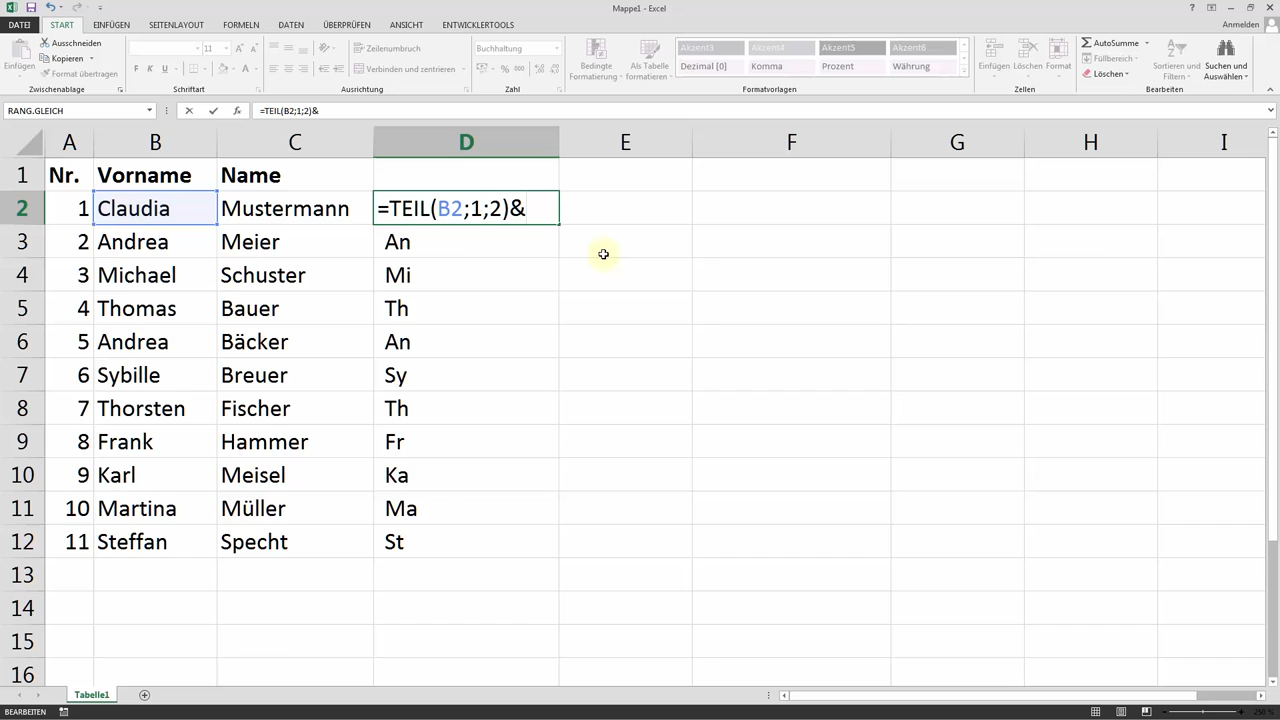 Mappe1 - Excel
Anmelden
DATEI START EINFÜGEN SEITENLAYOUT FORMELN DATEN ÜBERPRÜFEN ANSICHT ENTWICKLERTOOLS
Einfügen
Ausschneiden
Kopieren
Format übertragen
Zwischenablage
11
F K U
Schriftart
Zeilenumbruch
Verbinden und zentrieren
Ausrichtung
Buchhaltung
Zahl
Bedingte Formatierung
Als Tabelle formatieren
Akzent3 Akzent4 Akzent5 Akzent6
Dezimal [0] Komma Prozent Währung
Formatvorlagen
Einfügen Löschen Format
Zellen
AutoSumme
Füllbereich
Löschen
Sortieren und Filtern
Suchen und Auswählen
Bearbeiten
RANG.GLEICH
=TEIL(B2;1;2)&
A B C D E F G H I
1 Nr. Vorname Name
2 1 Claudia Mustermann =TEIL(B2;1;2)&
3 2 Andrea Meier An
4 3 Michael Schuster Mi
5 4 Thomas Bauer Th
6 5 Andrea Bäcker An
7 6 Sybille Breuer Sy
8 7 Thorsten Fischer Th
9 8 Frank Hammer Fr
10 9 Karl Meisel Ka
11 10 Martina Müller Ma
12 11 Steffan Specht St
13
14
15
16
Tabelle1
BEARBEITEN